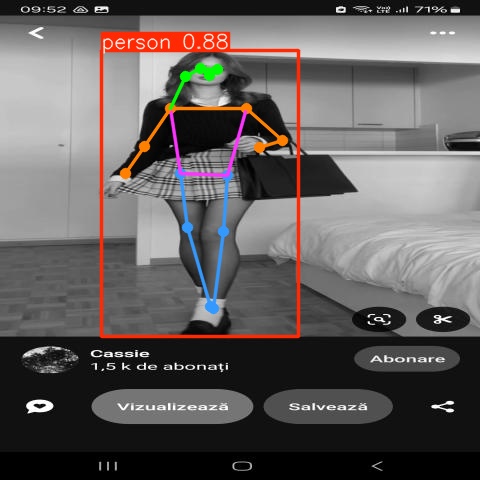 09:52
71%
person 0.88
Cassie
1,5 k de abonați
Abonare
Vizualizează
Salvează